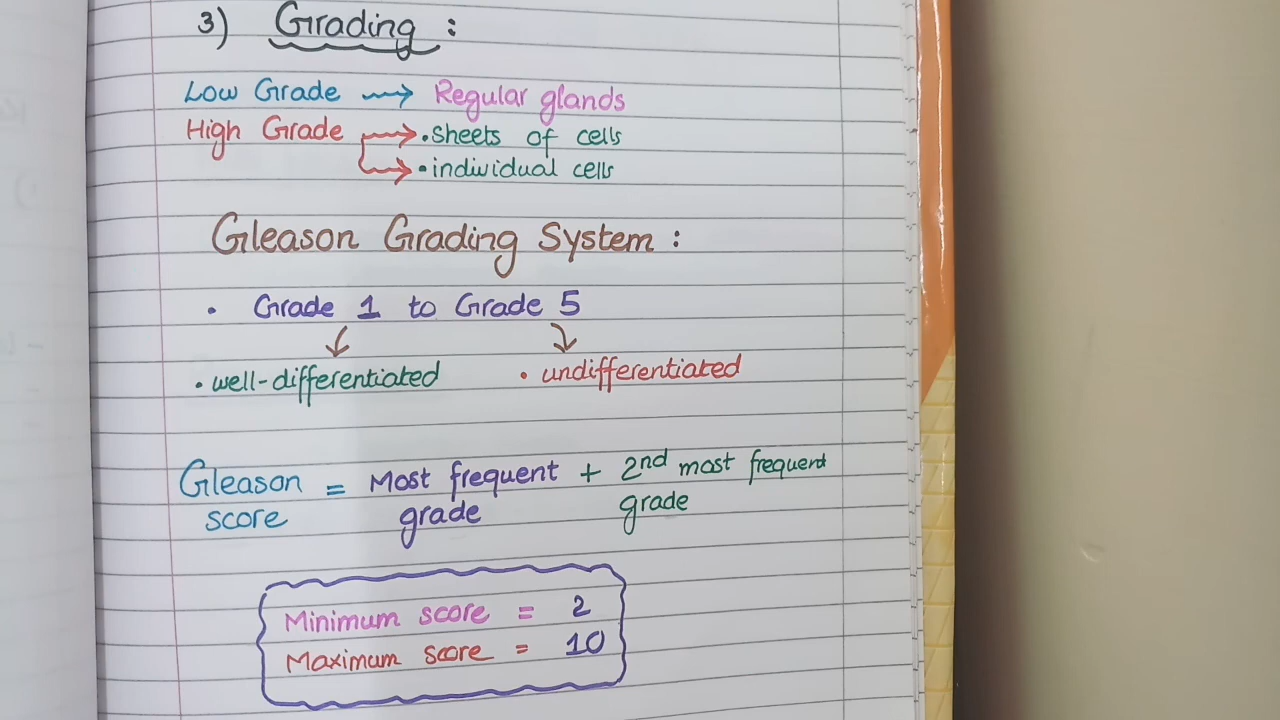 3) Grading :
Low Grade → Regular glands
High Grade → • sheets of cells
→ • individual cells
Gleason Grading System :
• Grade 1 to Grade 5
• well-differentiated • undifferentiated
Gleason score = Most frequent grade + 2nd most frequent grade
Minimum score = 2
Maximum score = 10